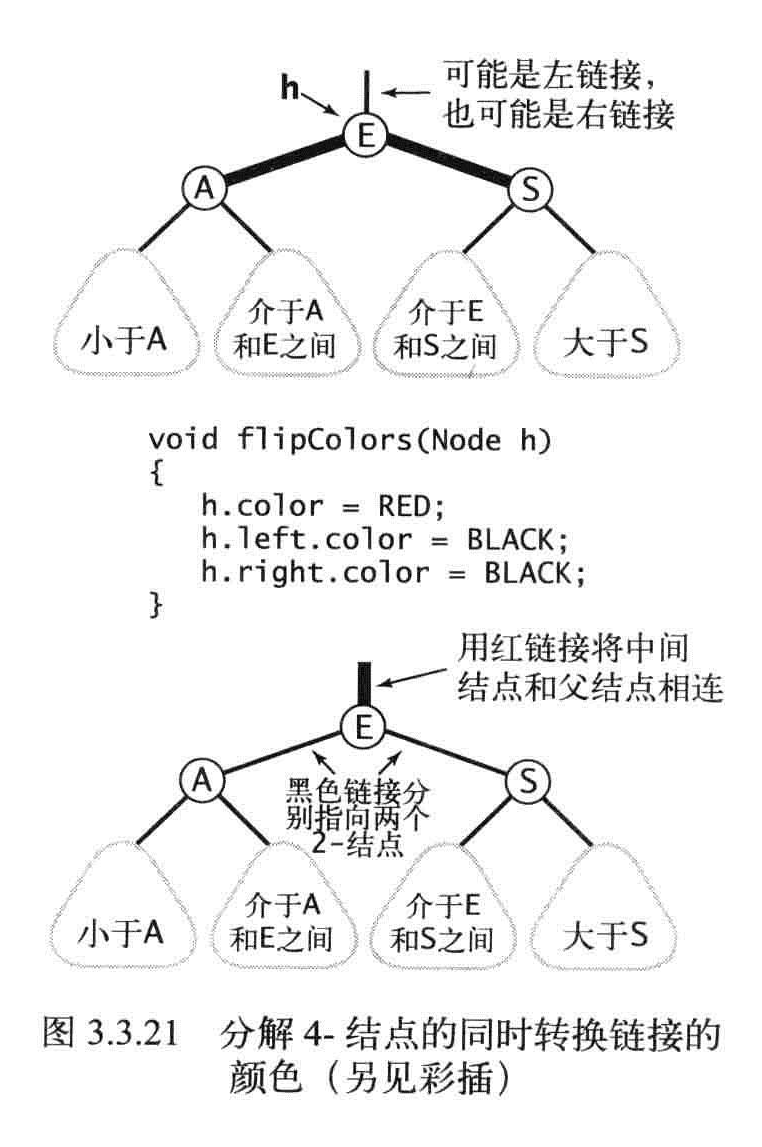 h
可能是左链接，
也可能是右链接
E
A
S
小于A
介于A
和E之间
介于E
和S之间
大于S
void flipColors(Node h)
{
h.color = RED;
h.left.color = BLACK;
h.right.color = BLACK;
}
用红链接将中间
结点和父结点相连
E
A
S
黑色链接分
别指向两个
2-结点
小于A
介于A
和E之间
介于E
和S之间
大于S
图 3.3.21 分解 4- 结点的同时转换链接的
颜色（另见彩插）